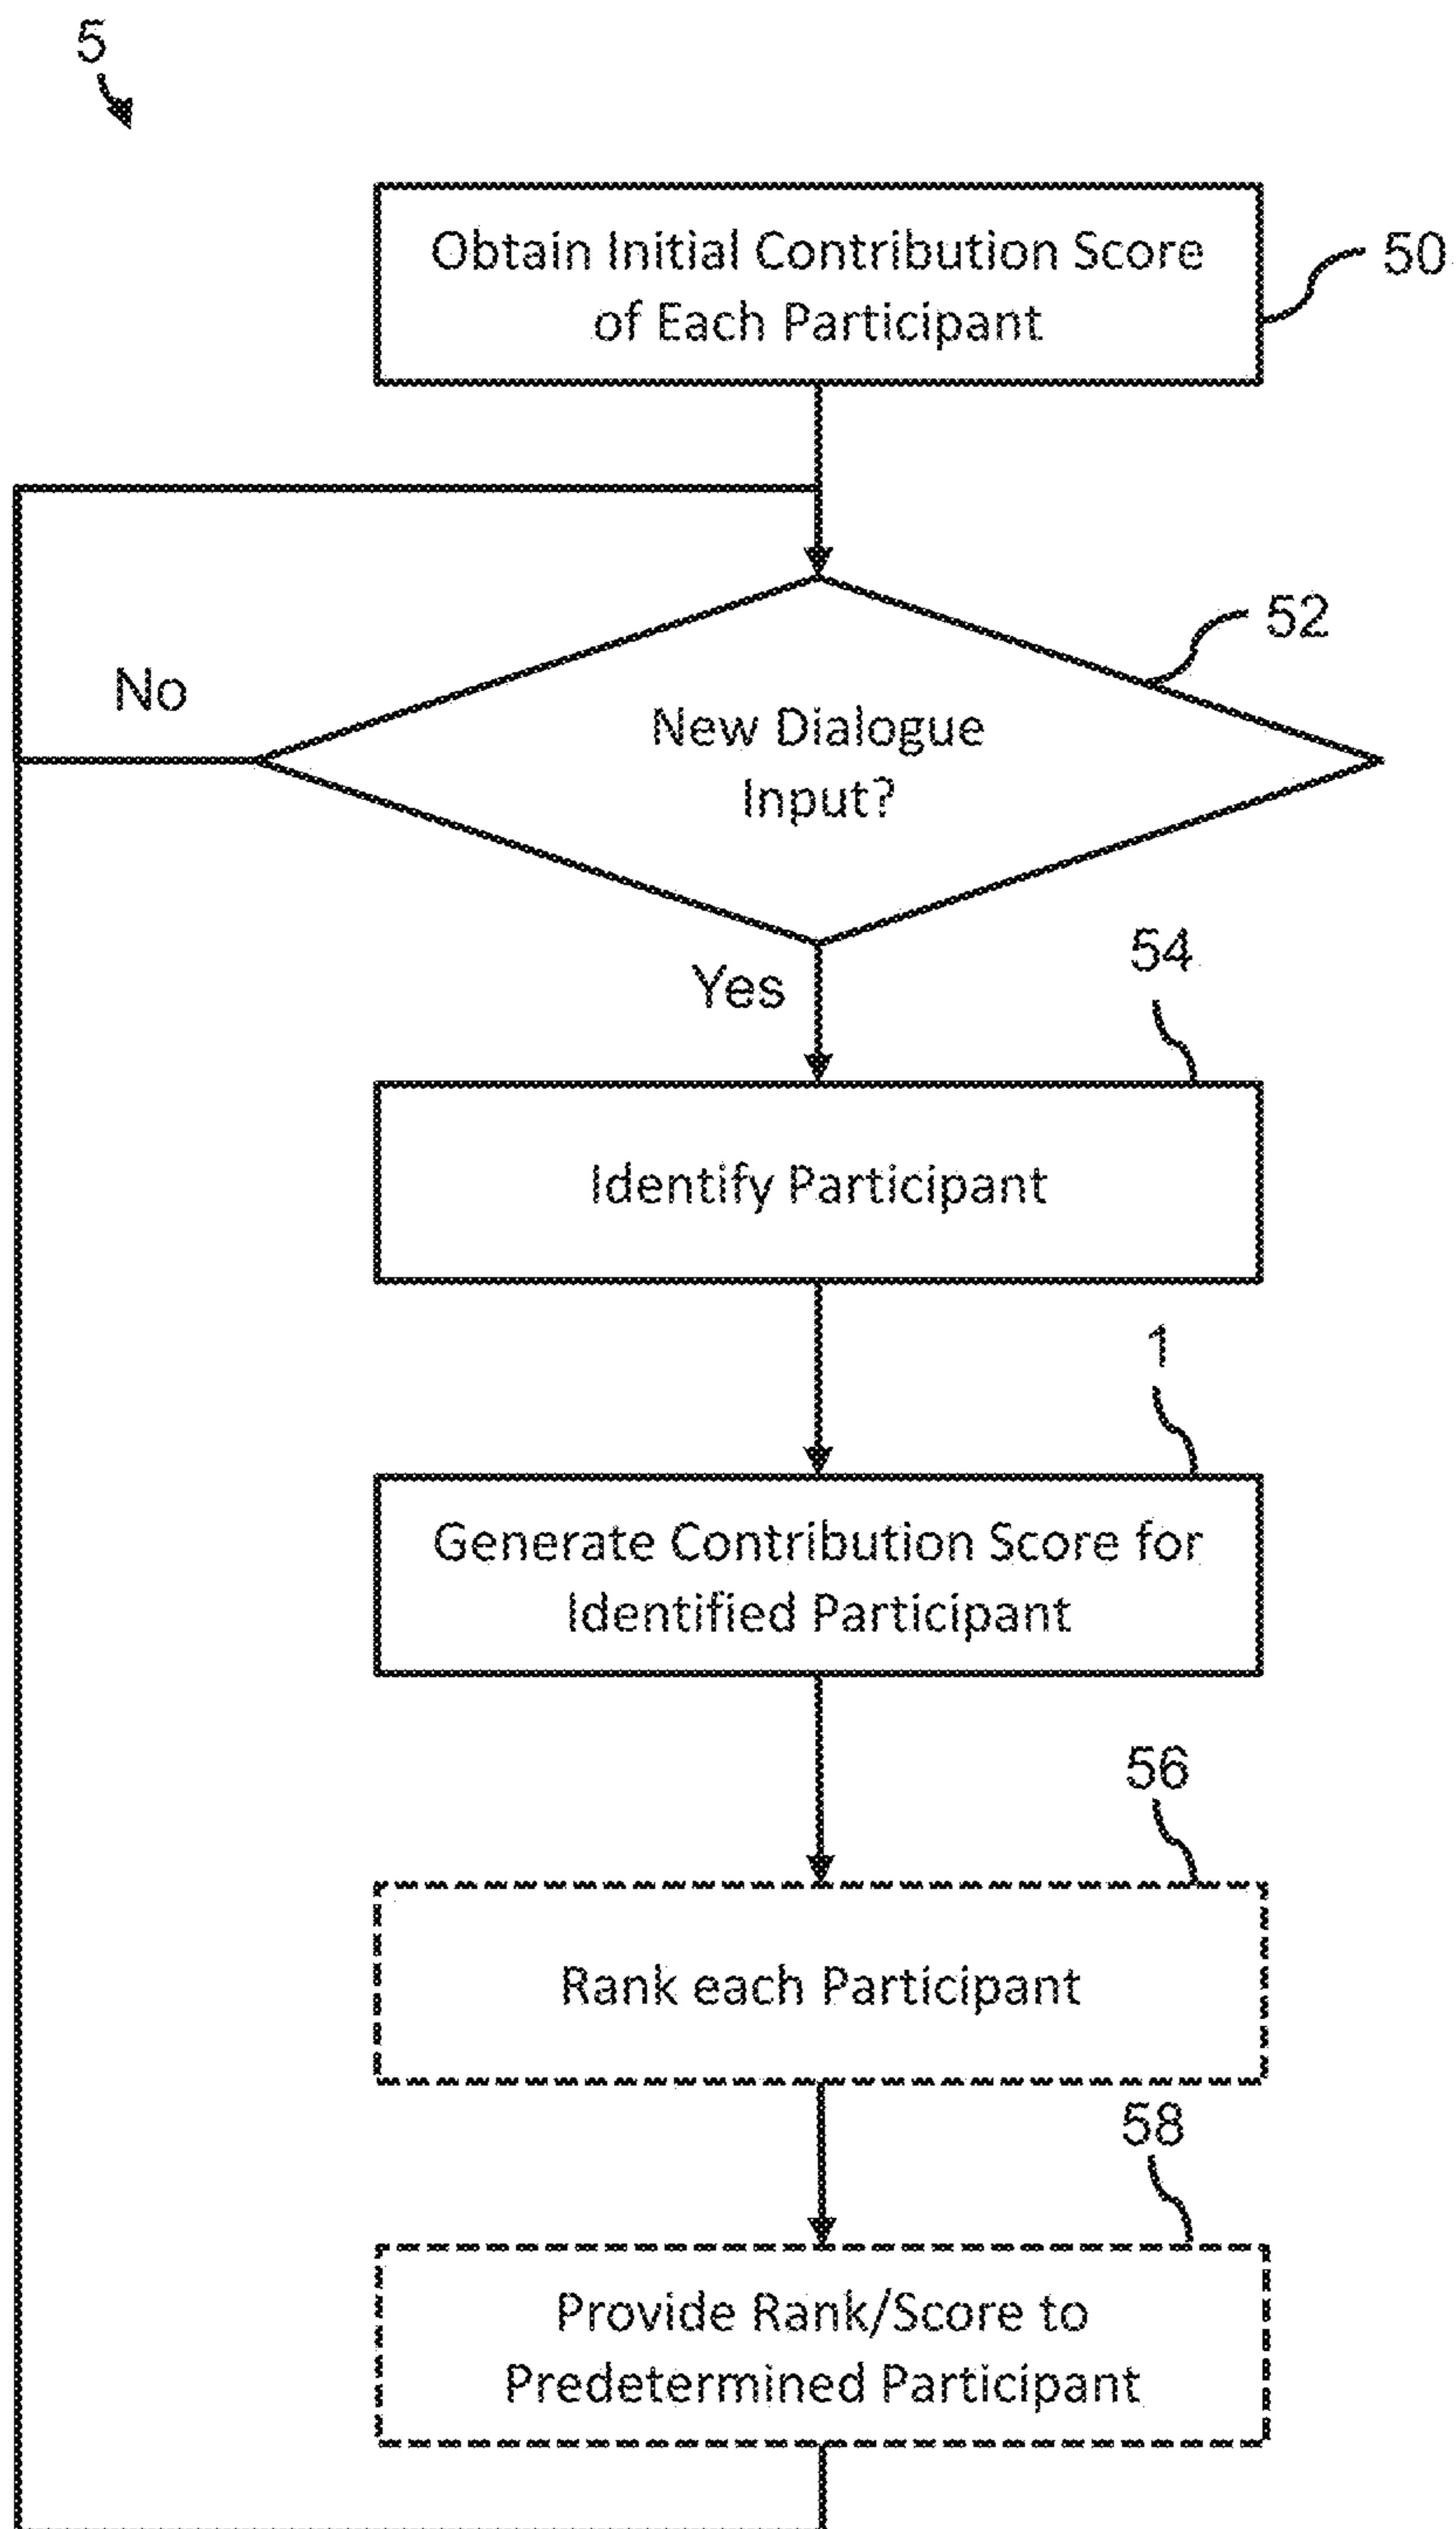 5
Obtain Initial Contribution Score
of Each Participant
50
52
No
New Dialogue
Input?
Yes
54
Identify Participant
1
Generate Contribution Score for
Identified Participant
56
Rank each Participant
58
Provide Rank/Score to
Predetermined Participant